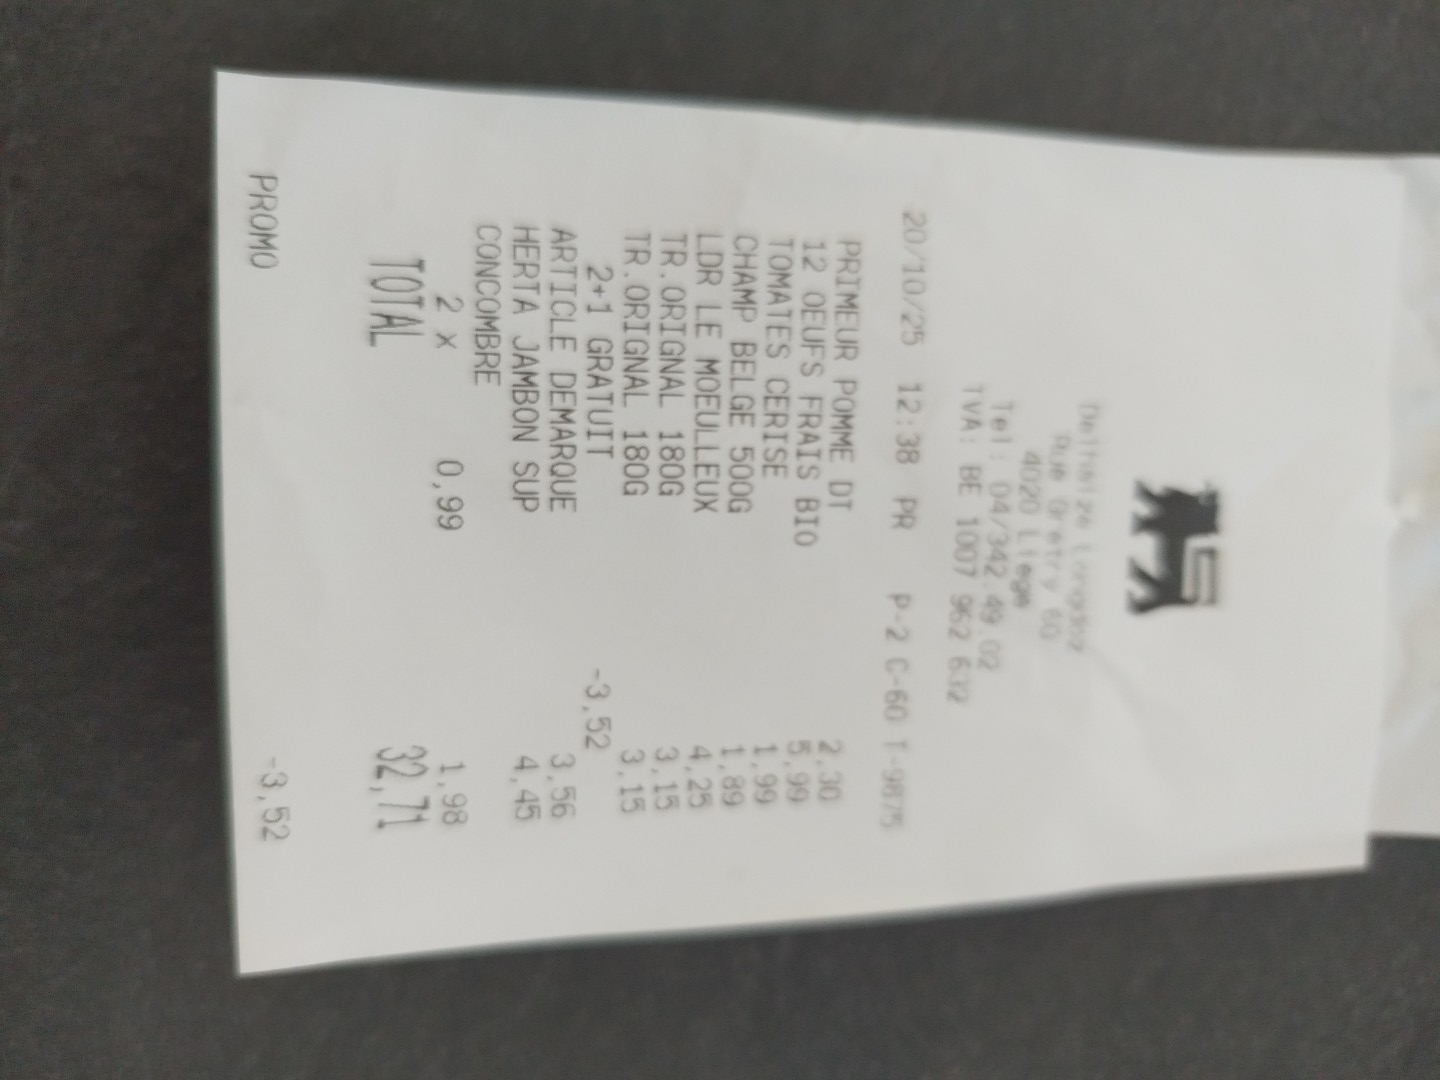 Delhaize Longdoz
Rue Gretry 60
4020 Liege
Tel: 04/342.49.02
TVA: BE 1007 952 632
20/10/25 12:38 PR P-2 C-60 T-9875
PRIMEUR POMME DT 2,30
12 OEUFS FRAIS BIO 5,99
TOMATES CERISE 1,99
CHAMP BELGE 500G 1,89
LDR LE MOEULLEUX 4,25
TR.ORIGNAL 180G 3,15
TR.ORIGNAL 180G 3,15
2+1 GRATUIT -3,52
ARTICLE DEMARQUE 3,56
HERTA JAMBON SUP 4,45
CONCOMBRE
2 x 0,99 1,98
TOTAL 32,71
PROMO -3,52